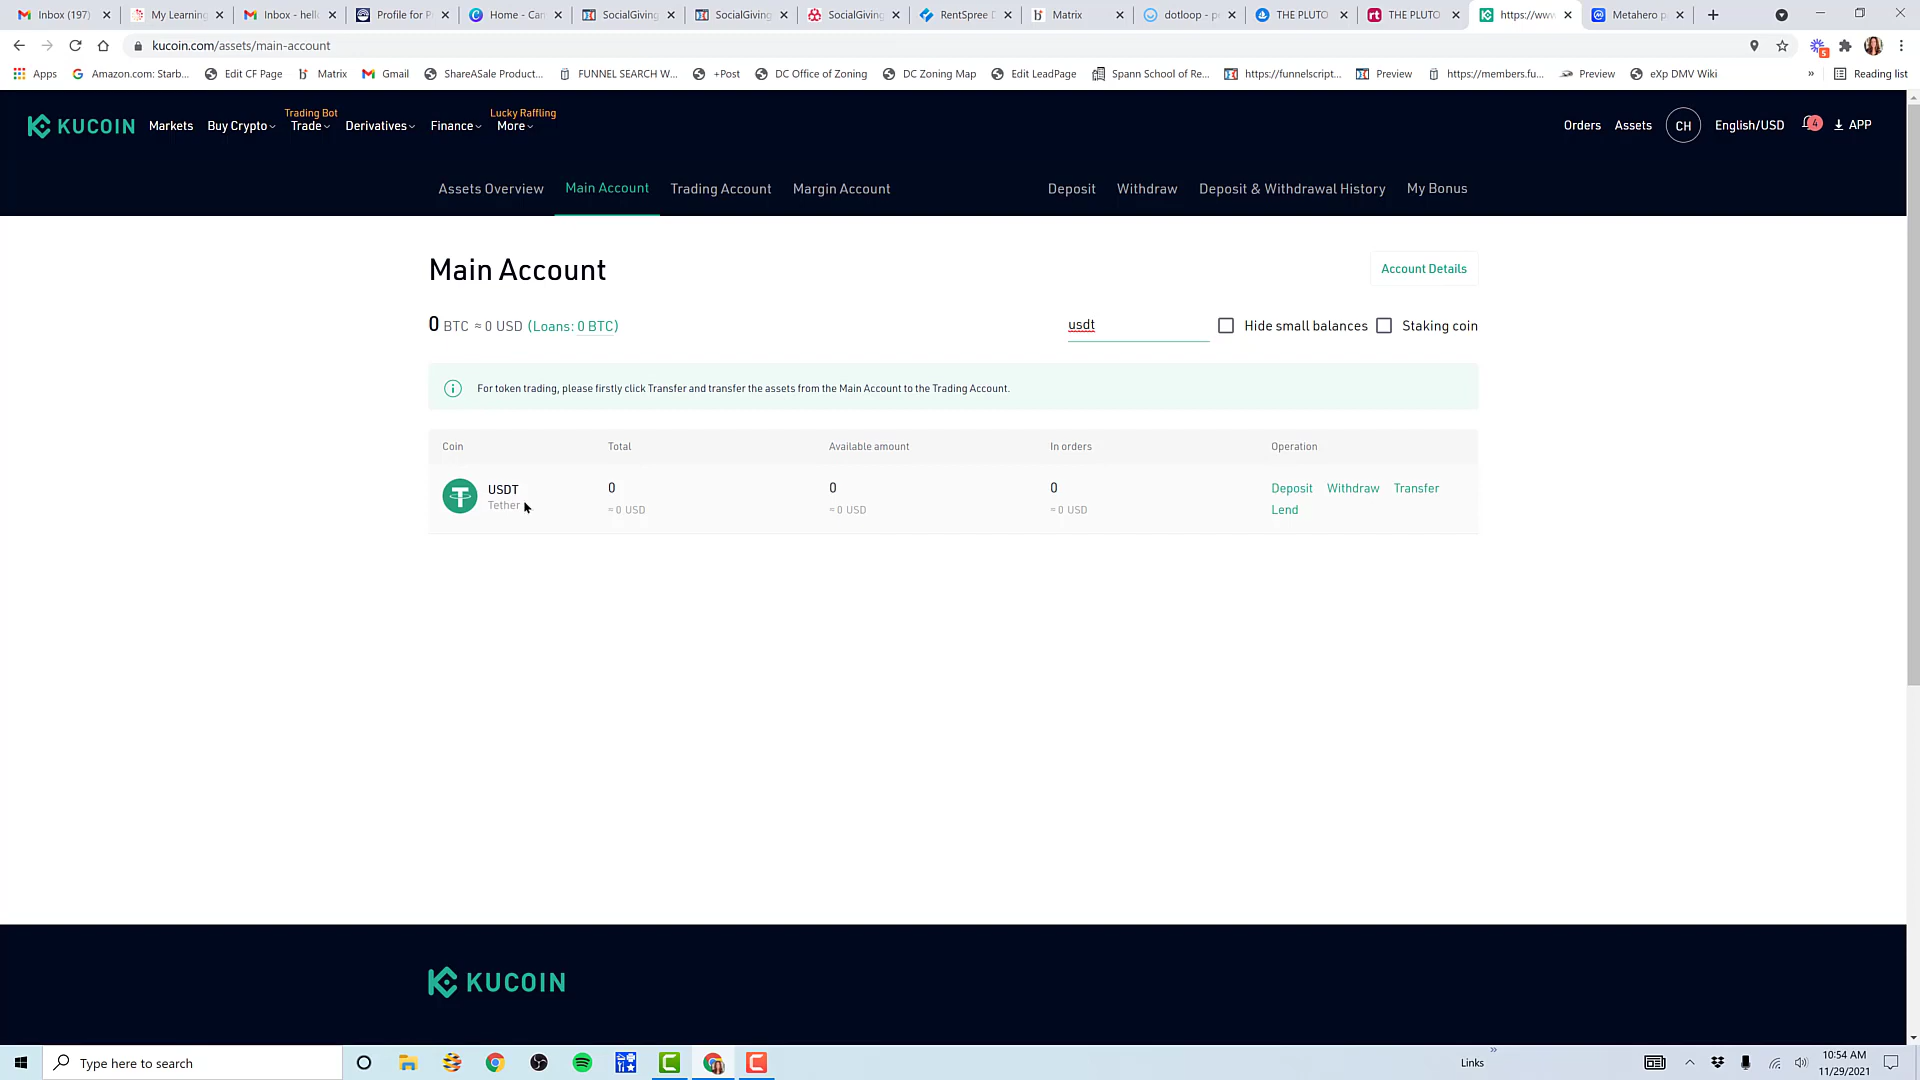 Inbox (197)
My Learning
Inbox - hell
Profile for P
Home - Can
SocialGiving
SocialGiving
SocialGiving
RentSpree D
Matrix
dotloop - p
THE PLUTO
THE PLUTO
https://www
Metahero p
kucoin.com/assets/main-account
5
Apps
Amazon.com: Starb...
Edit CF Page
Matrix
Gmail
ShareASale Product...
FUNNEL SEARCH W...
+Post
DC Office of Zoning
DC Zoning Map
Edit LeadPage
Spann School of Re...
https://funnelscript...
Preview
https://members.fu...
Preview
eXp DMV Wiki
»
Reading list
KUCOIN
Markets
Buy Crypto
Trading Bot
Trade
Derivatives
Finance
Lucky Raffling
More
Orders
Assets
CH
English/USD
4
APP
Assets Overview
Main Account
Trading Account
Margin Account
Deposit
Withdraw
Deposit & Withdrawal History
My Bonus
Main Account
Account Details
0 BTC ≈ 0 USD (Loans: 0 BTC)
usdt
Hide small balances
Staking coin
For token trading, please firstly click Transfer and transfer the assets from the Main Account to the Trading Account.
Coin Total Available amount In orders Operation
USDT 0 0 0 Deposit Withdraw Transfer
Tether ≈ 0 USD ≈ 0 USD ≈ 0 USD Lend
KUCOIN
Type here to search
Links
»
10:54 AM
11/29/2021